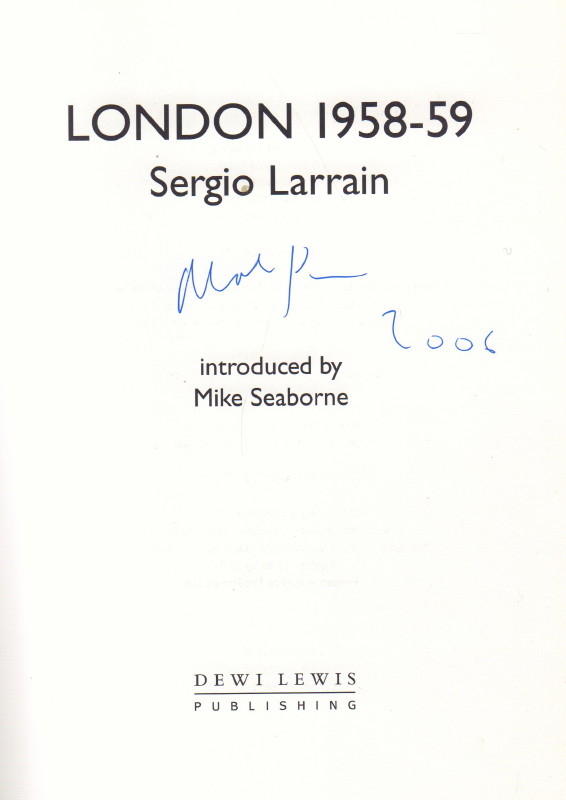 LONDON 1958-59
Sergio Larrain
2006
introduced by
Mike Seaborne
DEWI LEWIS
PUBLISHING